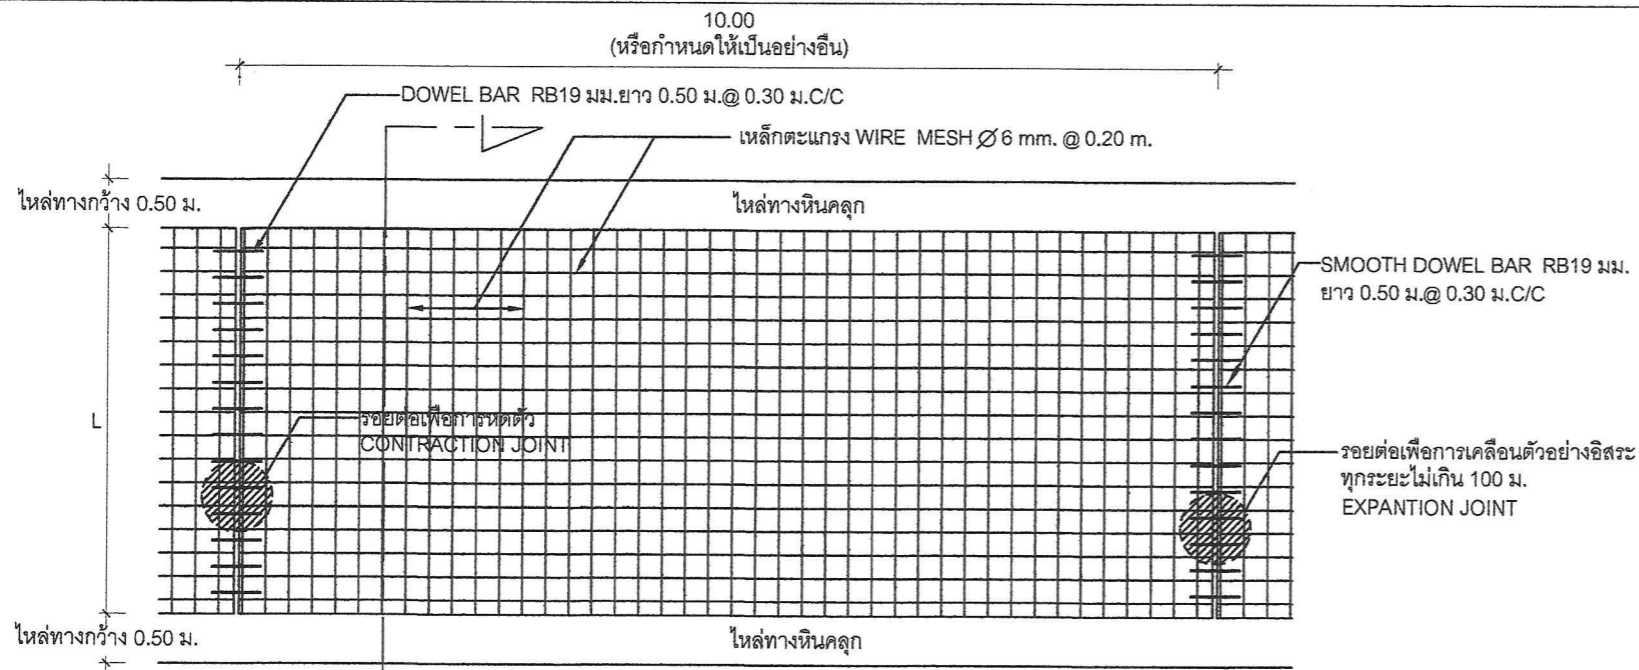 10.00
(หรือกำหนดให้เป็นอย่างอื่น)
DOWEL BAR RB19 มม.ยาว 0.50 ม.@ 0.30 ม.C/C
เหล็กตะแกรง WIRE MESH Ø 6 mm. @ 0.20 m.
ไหล่ทางกว้าง 0.50 ม.
ไหล่ทางหินคลุก
SMOOTH DOWEL BAR RB19 มม.
ยาว 0.50 ม.@ 0.30 ม.C/C
L
รอยต่อเพื่อการหดตัว
CONTRACTION JOINT
รอยต่อเพื่อการเคลื่อนตัวอย่างอิสระ
ทุกระยะไม่เกิน 100 ม.
EXPANTION JOINT
ไหล่ทางกว้าง 0.50 ม.
ไหล่ทางหินคลุก